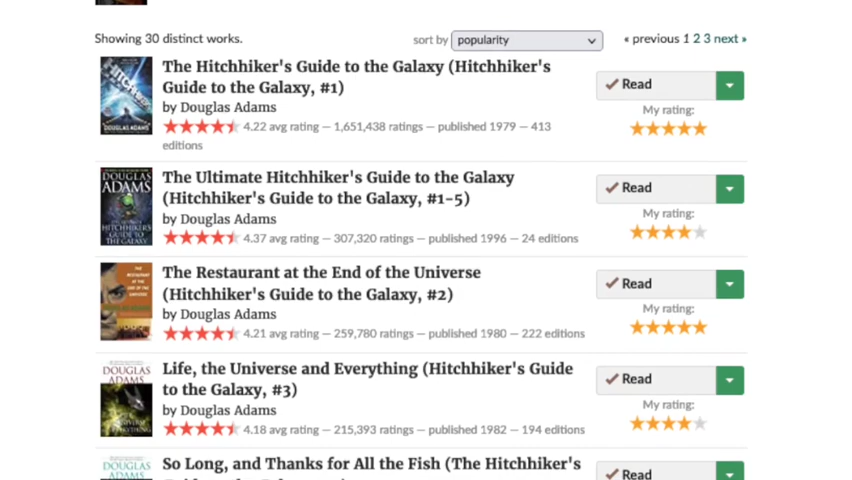 Showing 30 distinct works.
sort by popularity
« previous 1 2 3 next »
The Hitchhiker's Guide to the Galaxy (Hitchhiker's
Guide to the Galaxy, #1)
by Douglas Adams
4.22 avg rating — 1,651,438 ratings — published 1979 — 413
editions
Read
My rating:
DOUGLAS ADAMS
The Ultimate Hitchhiker's Guide to the Galaxy
(Hitchhiker's Guide to the Galaxy, #1-5)
by Douglas Adams
4.37 avg rating — 307,320 ratings — published 1996 — 24 editions
Read
My rating:
The Restaurant at the End of the Universe
(Hitchhiker's Guide to the Galaxy, #2)
by Douglas Adams
4.21 avg rating — 259,780 ratings — published 1980 — 222 editions
Read
My rating:
DOUGLAS
ADAMS
Life, the Universe and Everything (Hitchhiker's Guide
to the Galaxy, #3)
by Douglas Adams
4.18 avg rating — 215,393 ratings — published 1982 — 194 editions
Read
My rating:
DOUGLAS
So Long, and Thanks for All the Fish (The Hitchhiker's
Read